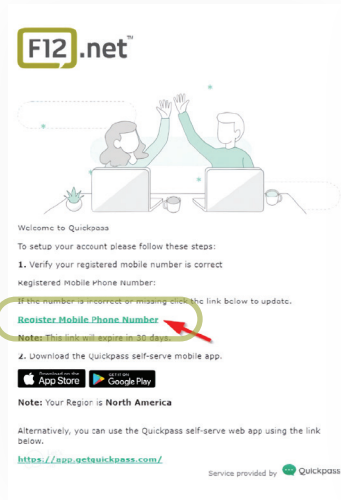 F12.net™
Welcome to Quickpass
To setup your account please follow these steps:
1. Verify your registered mobile number is correct
Registered Mobile Phone Number:
If the number is incorrect or missing click the link below to update.
Register Mobile Phone Number
Note: This link will expire in 30 days.
2. Download the Quickpass self-serve mobile app.
Download on the App Store
GET IT ON Google Play
Note: Your Region is North America
Alternatively, you can use the Quickpass self-serve web app using the link
below.
https://app.getquickpass.com/
Service provided by Quickpass